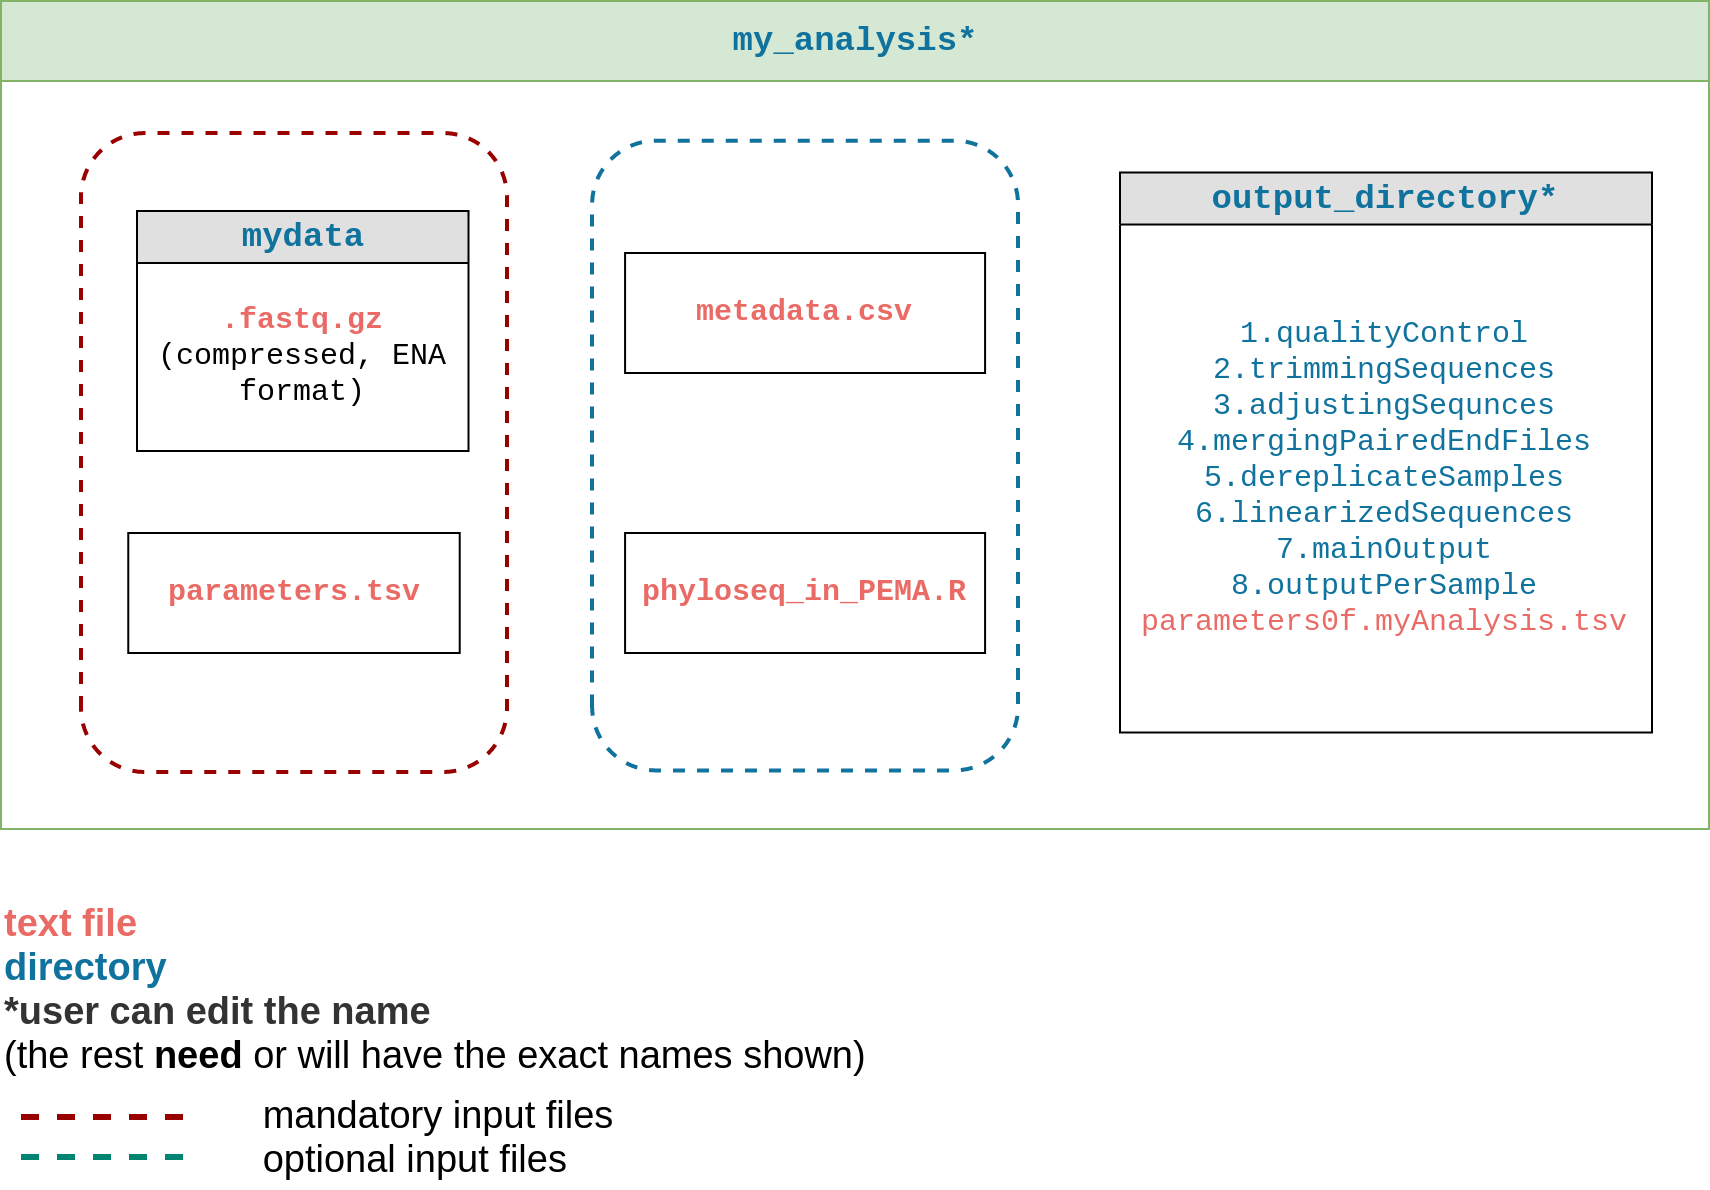 my_analysis*
mydata
.fastq.gz
(compressed, ENA
format)
parameters.tsv
metadata.csv
phyloseq_in_PEMA.R
output_directory*
1.qualityControl
2.trimmingSequences
3.adjustingSequnces
4.mergingPairedEndFiles
5.dereplicateSamples
6.linearizedSequences
7.mainOutput
8.outputPerSample
parameters0f.myAnalysis.tsv
text file
directory
*user can edit the name
(the rest need or will have the exact names shown)
mandatory input files
optional input files